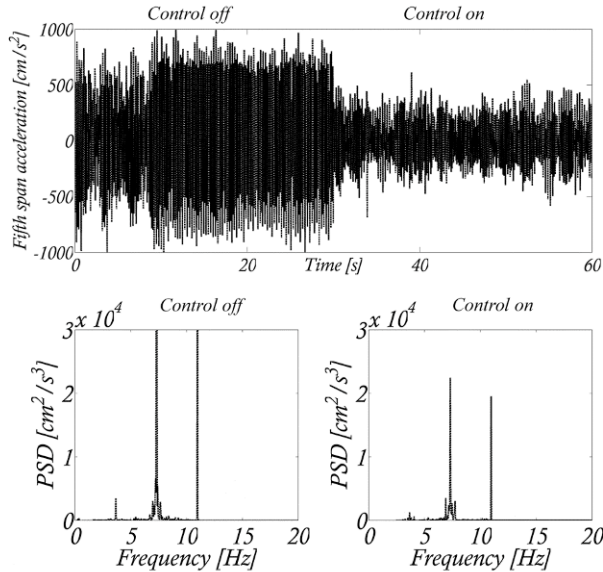 Control off Control on
1000
500
0
-500
-1000
Fifth span acceleration [cm/s²]
0 20 40 60
Time [s]
Control off Control on
3 x 10⁴ 3 x 10⁴
2 2
1 1
0 0
PSD [cm²/s³] PSD [cm²/s³]
0 5 10 15 20 0 5 10 15 20
Frequency [Hz] Frequency [Hz]